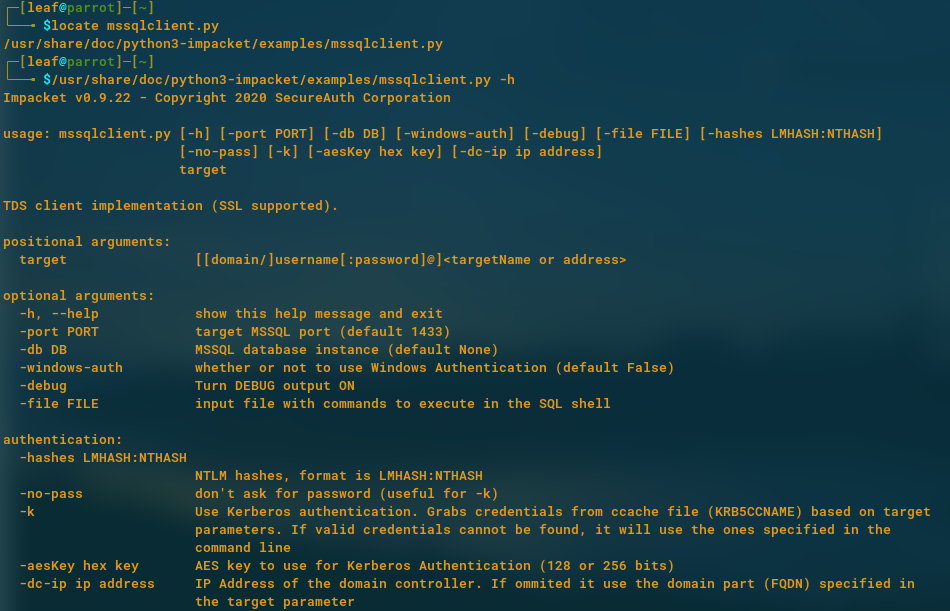 ┌─[leaf@parrot]─[~]
└──╼ $locate mssqlclient.py
/usr/share/doc/python3-impacket/examples/mssqlclient.py
┌─[leaf@parrot]─[~]
└──╼ $/usr/share/doc/python3-impacket/examples/mssqlclient.py -h
Impacket v0.9.22 - Copyright 2020 SecureAuth Corporation

usage: mssqlclient.py [-h] [-port PORT] [-db DB] [-windows-auth] [-debug] [-file FILE] [-hashes LMHASH:NTHASH]
                      [-no-pass] [-k] [-aesKey hex key] [-dc-ip ip address]
                      target

TDS client implementation (SSL supported).

positional arguments:
  target                [[domain/]username[:password]@]<targetName or address>

optional arguments:
  -h, --help            show this help message and exit
  -port PORT            target MSSQL port (default 1433)
  -db DB                MSSQL database instance (default None)
  -windows-auth         whether or not to use Windows Authentication (default False)
  -debug                Turn DEBUG output ON
  -file FILE            input file with commands to execute in the SQL shell

authentication:
  -hashes LMHASH:NTHASH
                        NTLM hashes, format is LMHASH:NTHASH
  -no-pass              don't ask for password (useful for -k)
  -k                    Use Kerberos authentication. Grabs credentials from ccache file (KRB5CCNAME) based on target
                        parameters. If valid credentials cannot be found, it will use the ones specified in the
                        command line
  -aesKey hex key       AES key to use for Kerberos Authentication (128 or 256 bits)
  -dc-ip ip address     IP Address of the domain controller. If ommited it use the domain part (FQDN) specified in
                        the target parameter